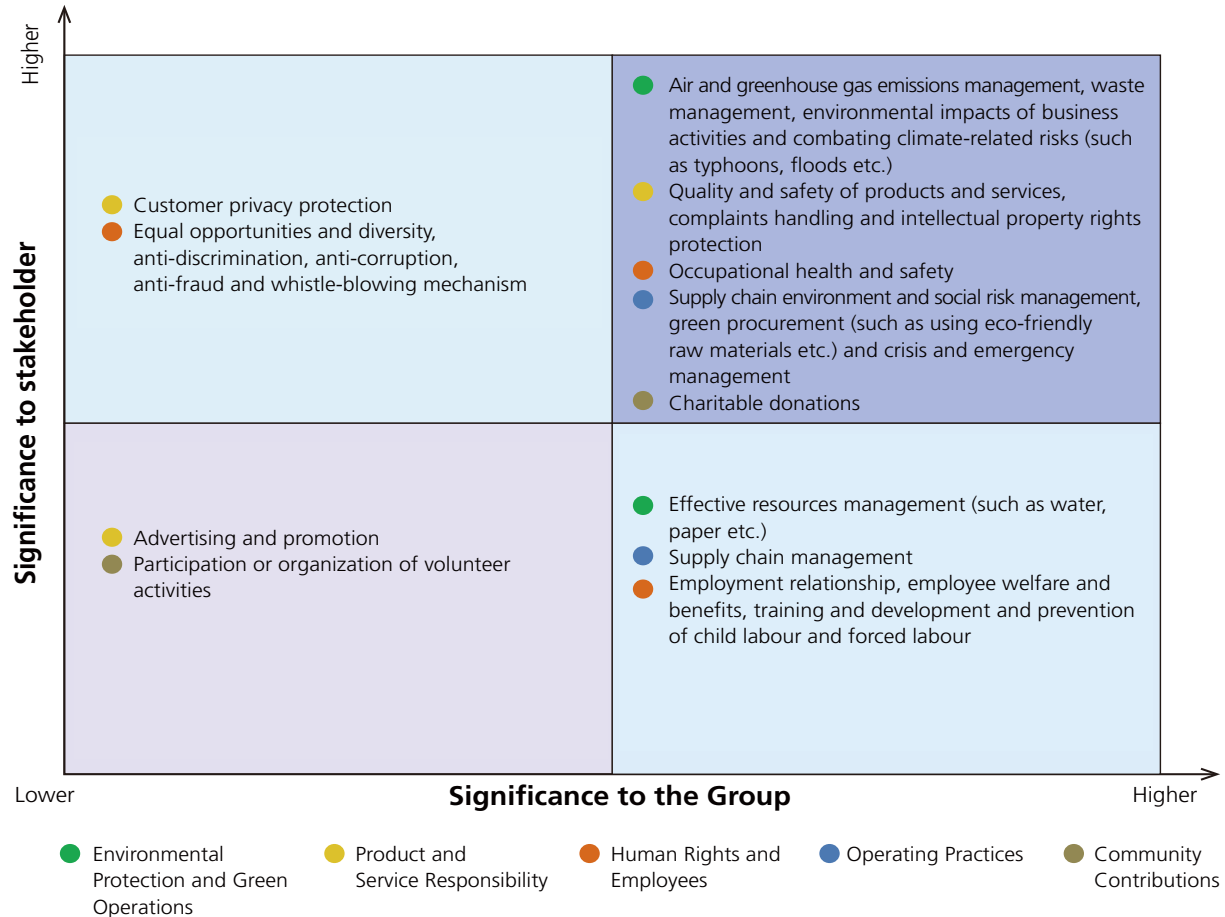 Higher
Significance to stakeholder
Customer privacy protection
Equal opportunities and diversity,
anti-discrimination, anti-corruption,
anti-fraud and whistle-blowing mechanism
Air and greenhouse gas emissions management, waste
management, environmental impacts of business
activities and combating climate-related risks (such
as typhoons, floods etc.)
Quality and safety of products and services,
complaints handling and intellectual property rights
protection
Occupational health and safety
Supply chain environment and social risk management,
green procurement (such as using eco-friendly
raw materials etc.) and crisis and emergency
management
Charitable donations
Advertising and promotion
Participation or organization of volunteer
activities
Effective resources management (such as water,
paper etc.)
Supply chain management
Employment relationship, employee welfare and
benefits, training and development and prevention
of child labour and forced labour
Lower
Significance to the Group
Higher
Environmental
Protection and Green
Operations
Product and
Service Responsibility
Human Rights and
Employees
Operating Practices
Community
Contributions